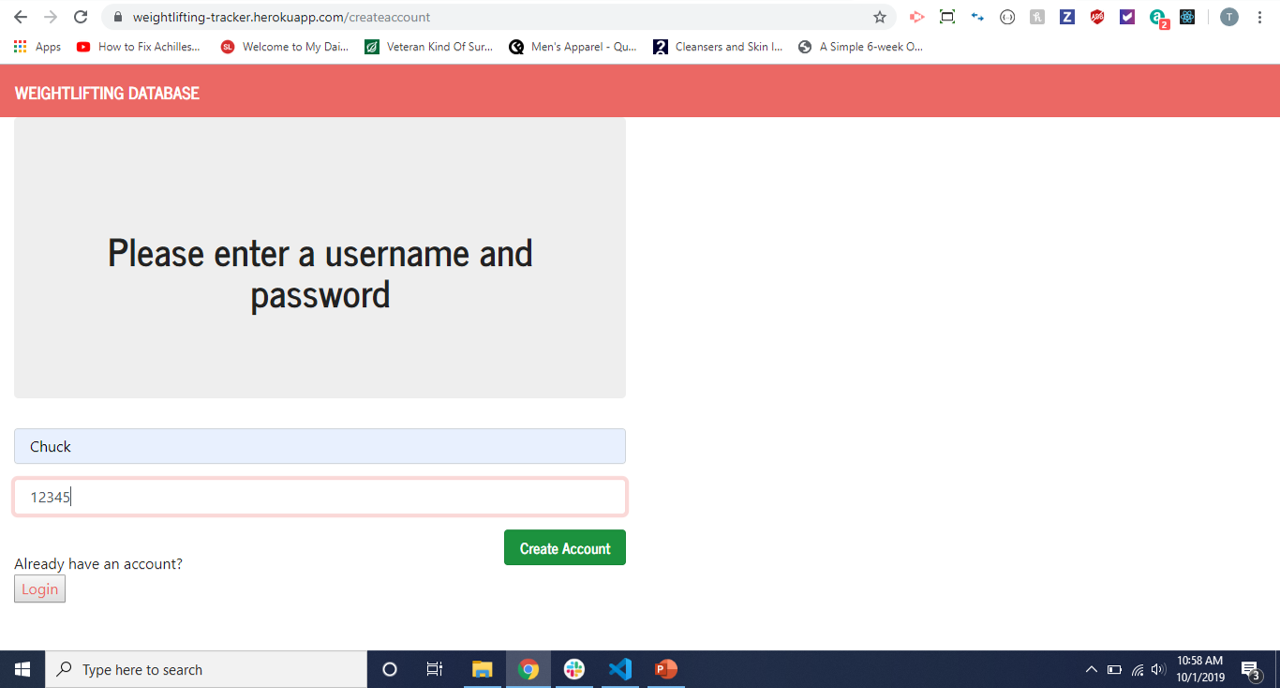 weightlifting-tracker.herokuapp.com/createaccount
2
T
Apps How to Fix Achilles... SL Welcome to My Dai... Veteran Kind Of Sur... Men's Apparel - Qu... Cleansers and Skin I... A Simple 6-week O...
WEIGHTLIFTING DATABASE
Please enter a username and
password
Chuck
12345
Create Account
Already have an account?
Login
Type here to search
10:58 AM
10/1/2019
3